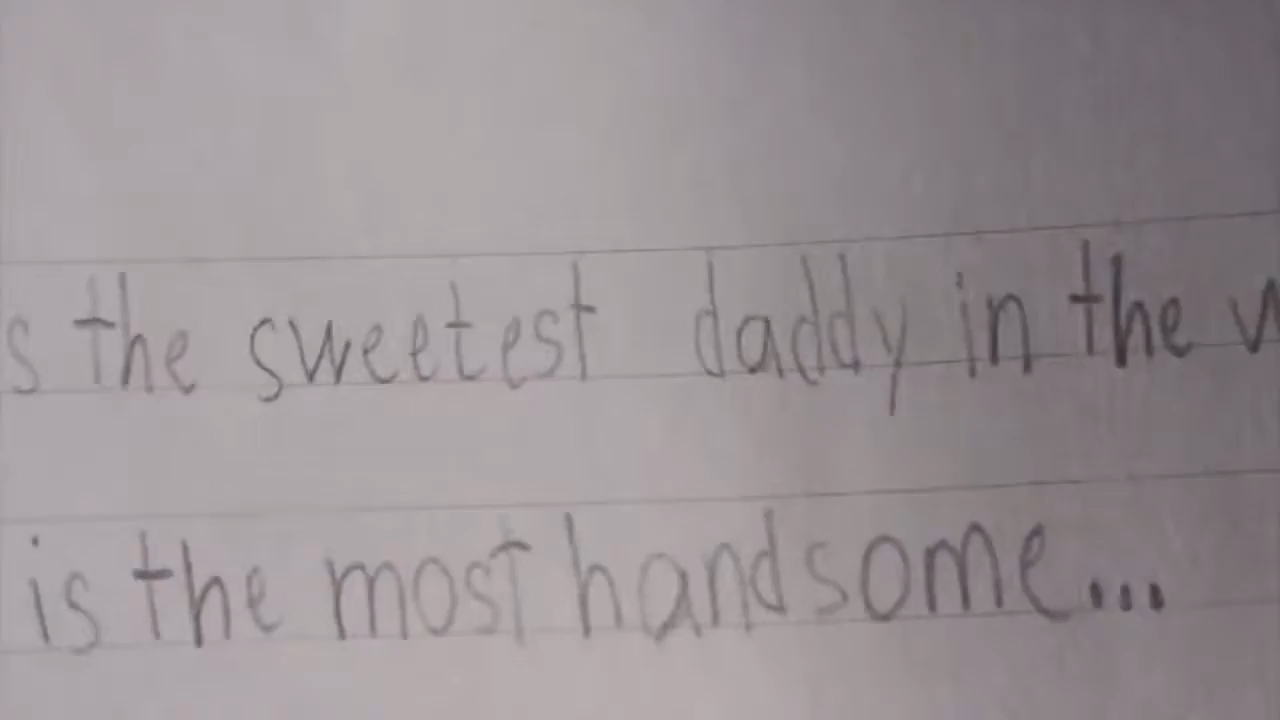 s the sweetest daddy in the w
is the most handsome...